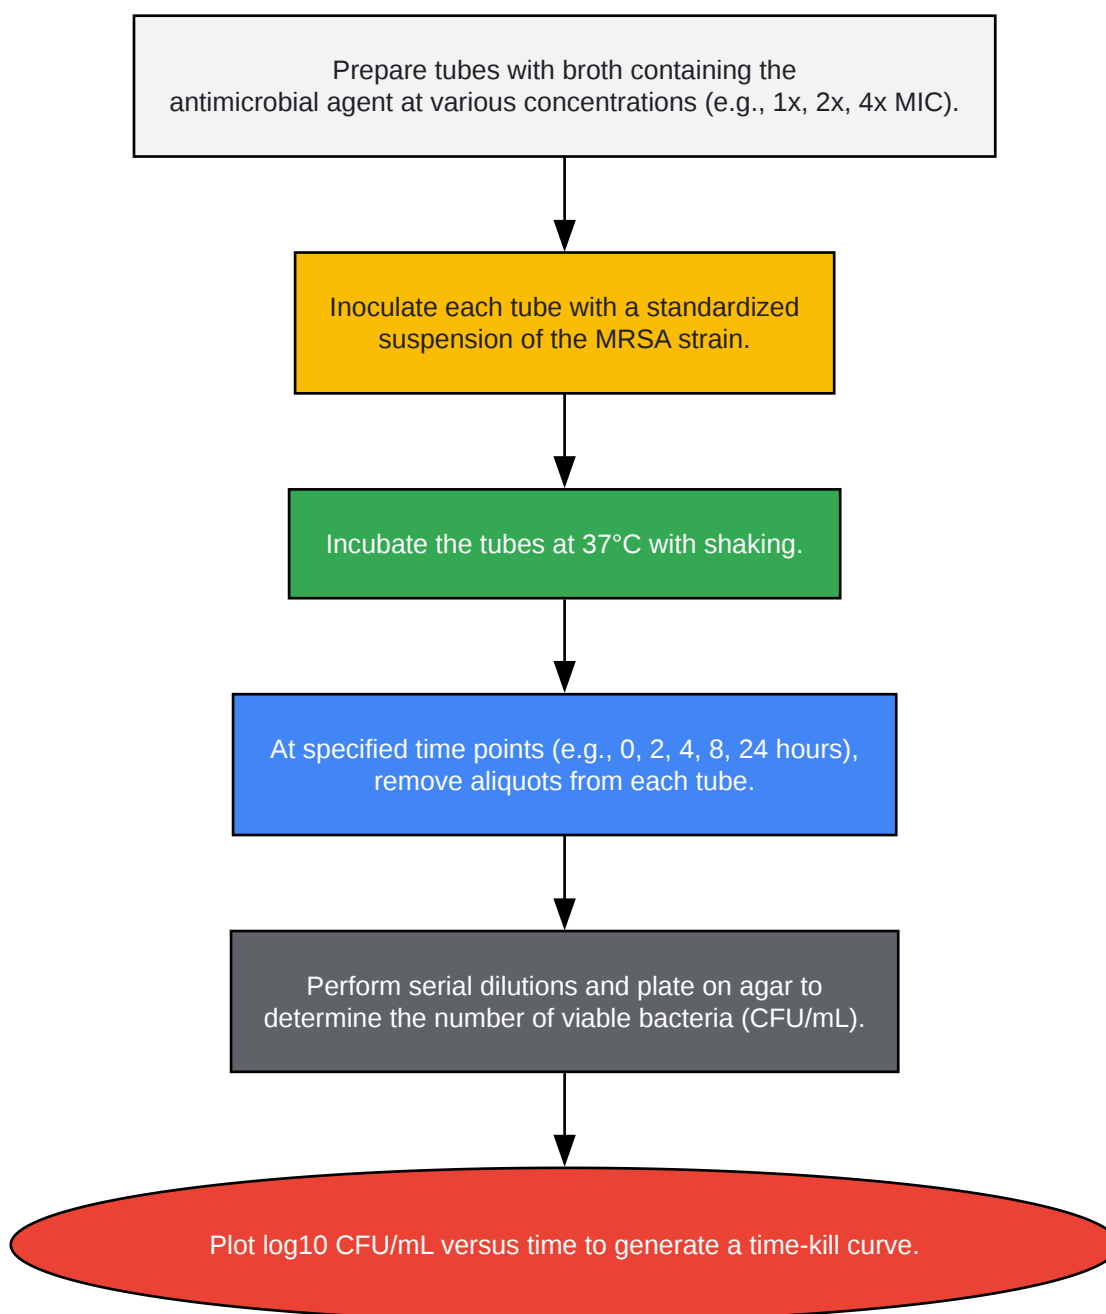 Prepare tubes with broth containing the
antimicrobial agent at various concentrations (e.g., 1x, 2x, 4x MIC).
Inoculate each tube with a standardized
suspension of the MRSA strain.
Incubate the tubes at 37°C with shaking.
At specified time points (e.g., 0, 2, 4, 8, 24 hours),
remove aliquots from each tube.
Perform serial dilutions and plate on agar to
determine the number of viable bacteria (CFU/mL).
Plot log10 CFU/mL versus time to generate a time-kill curve.